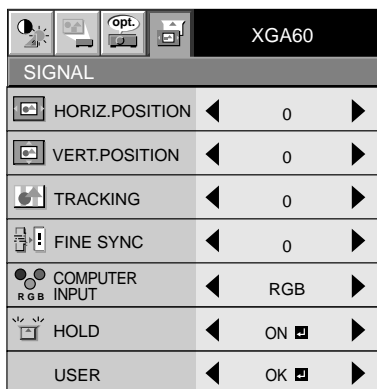 opt.
XGA60
SIGNAL
HORIZ.POSITION 0
VERT.POSITION 0
TRACKING 0
FINE SYNC 0
R G B COMPUTER INPUT RGB
HOLD ON
USER OK